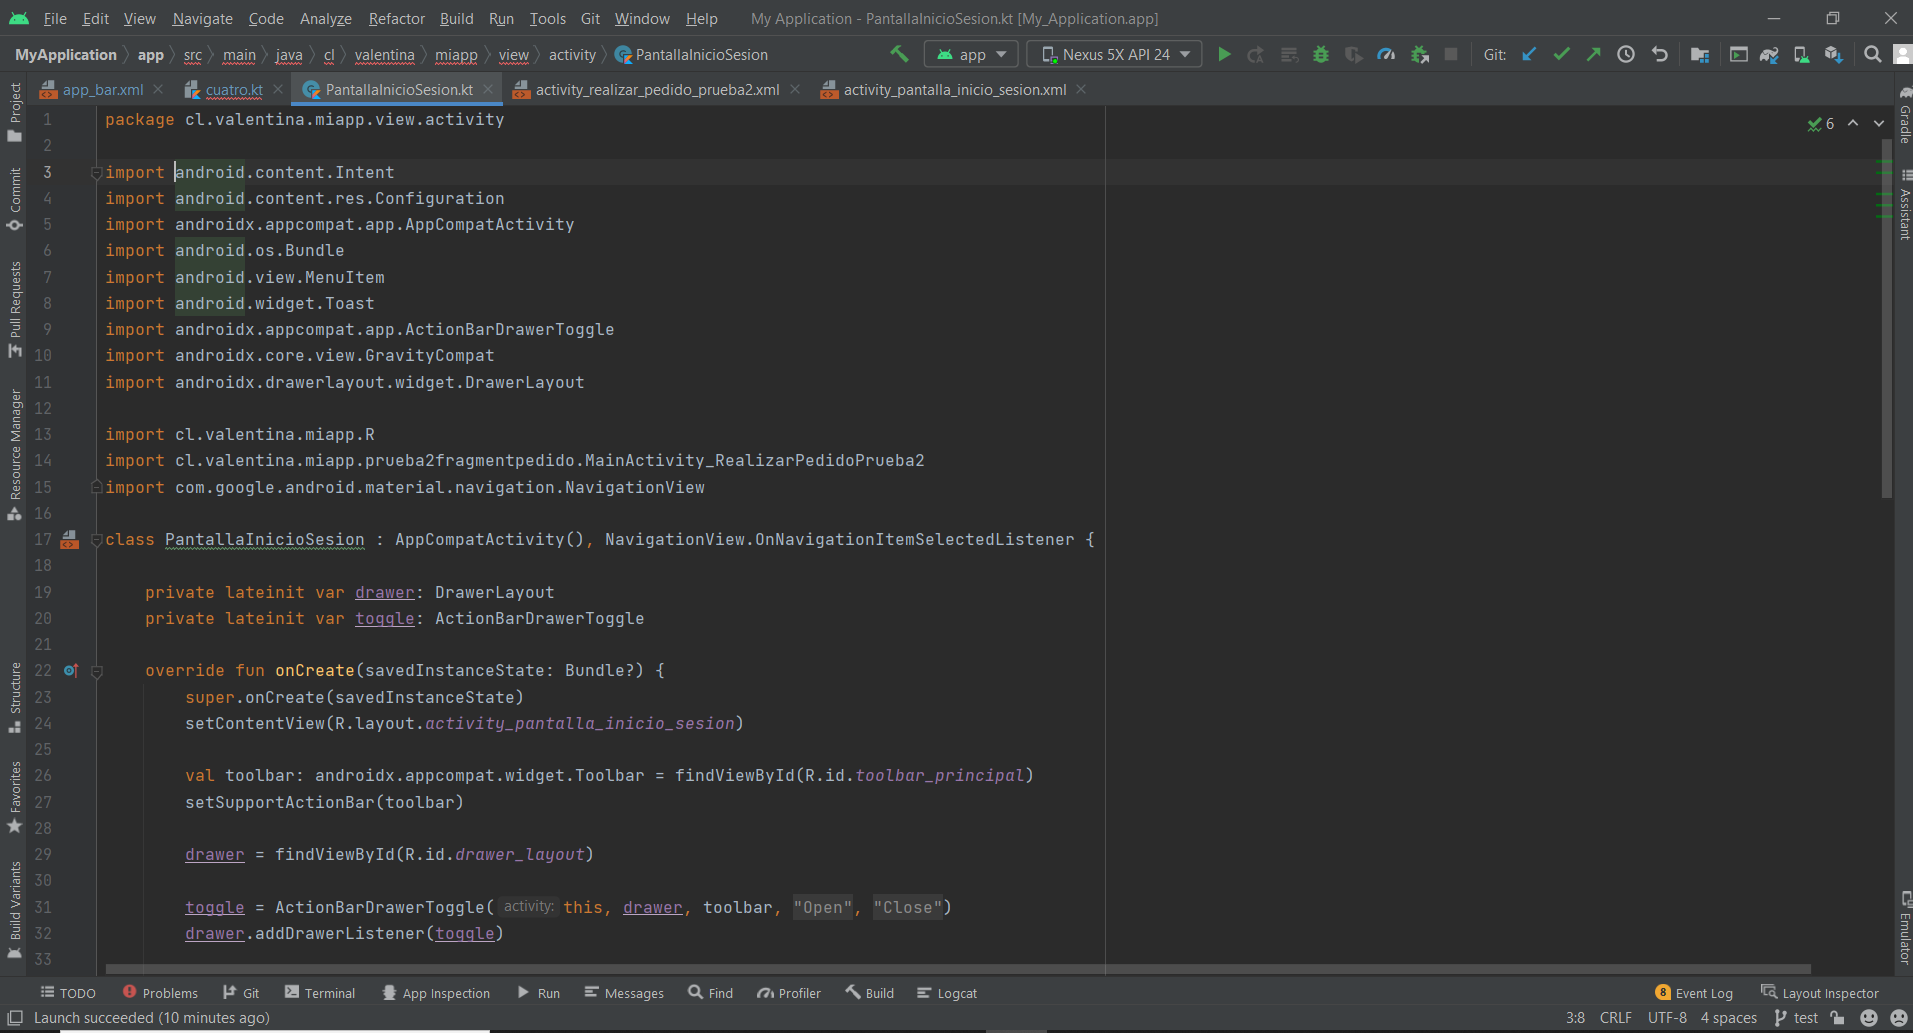 File Edit View Navigate Code Analyze Refactor Build Run Tools Git Window Help My Application - PantallaInicioSesion.kt [My_Application.app]
MyApplication app src main java cl valentina miapp view activity PantallaInicioSesion app Nexus 5X API 24 Git:
app_bar.xml cuatro.kt PantallaInicioSesion.kt activity_realizar_pedido_prueba2.xml activity_pantalla_inicio_sesion.xml
Project
Commit
Pull Requests
Resource Manager
Structure
Favorites
Build Variants
1 package cl.valentina.miapp.view.activity
2
3 import android.content.Intent
4 import android.content.res.Configuration
5 import androidx.appcompat.app.AppCompatActivity
6 import android.os.Bundle
7 import android.view.MenuItem
8 import android.widget.Toast
9 import androidx.appcompat.app.ActionBarDrawerToggle
10 import androidx.core.view.GravityCompat
11 import androidx.drawerlayout.widget.DrawerLayout
12
13 import cl.valentina.miapp.R
14 import cl.valentina.miapp.prueba2fragmentpedido.MainActivity_RealizarPedidoPrueba2
15 import com.google.android.material.navigation.NavigationView
16
17 class PantallaInicioSesion : AppCompatActivity(), NavigationView.OnNavigationItemSelectedListener {
18
19 private lateinit var drawer: DrawerLayout
20 private lateinit var toggle: ActionBarDrawerToggle
21
22 override fun onCreate(savedInstanceState: Bundle?) {
23 super.onCreate(savedInstanceState)
24 setContentView(R.layout.activity_pantalla_inicio_sesion)
25
26 val toolbar: androidx.appcompat.widget.Toolbar = findViewById(R.id.toolbar_principal)
27 setSupportActionBar(toolbar)
28
29 drawer = findViewById(R.id.drawer_layout)
30
31 toggle = ActionBarDrawerToggle( activity: this, drawer, toolbar, "Open", "Close")
32 drawer.addDrawerListener(toggle)
33
6
Gradle
Assistant
Emulator
TODO Problems Git Terminal App Inspection Run Messages Find Profiler Build Logcat 8 Event Log Layout Inspector
Launch succeeded (10 minutes ago) 3:8 CRLF UTF-8 4 spaces test